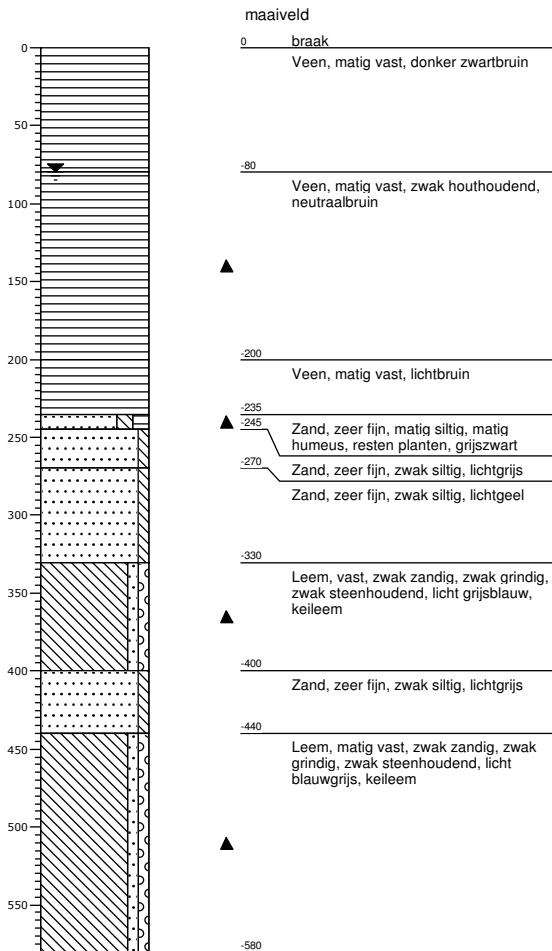 maaiveld
0
0
braak
Veen, matig vast, donker zwartbruin
50
-80
Veen, matig vast, zwak houthoudend,
neutraalbruin
100
150
200
-200
Veen, matig vast, lichtbruin
-235
-245
Zand, zeer fijn, matig siltig, matig
humeus, resten planten, grijszwart
250
-270
Zand, zeer fijn, zwak siltig, lichtgrijs
Zand, zeer fijn, zwak siltig, lichtgeel
300
-330
Leem, vast, zwak zandig, zwak grindig,
zwak steenhoudend, licht grijsblauw,
keileem
350
400
-400
Zand, zeer fijn, zwak siltig, lichtgrijs
-440
Leem, matig vast, zwak zandig, zwak
grindig, zwak steenhoudend, licht
blauwgrijs, keileem
450
500
550
-580